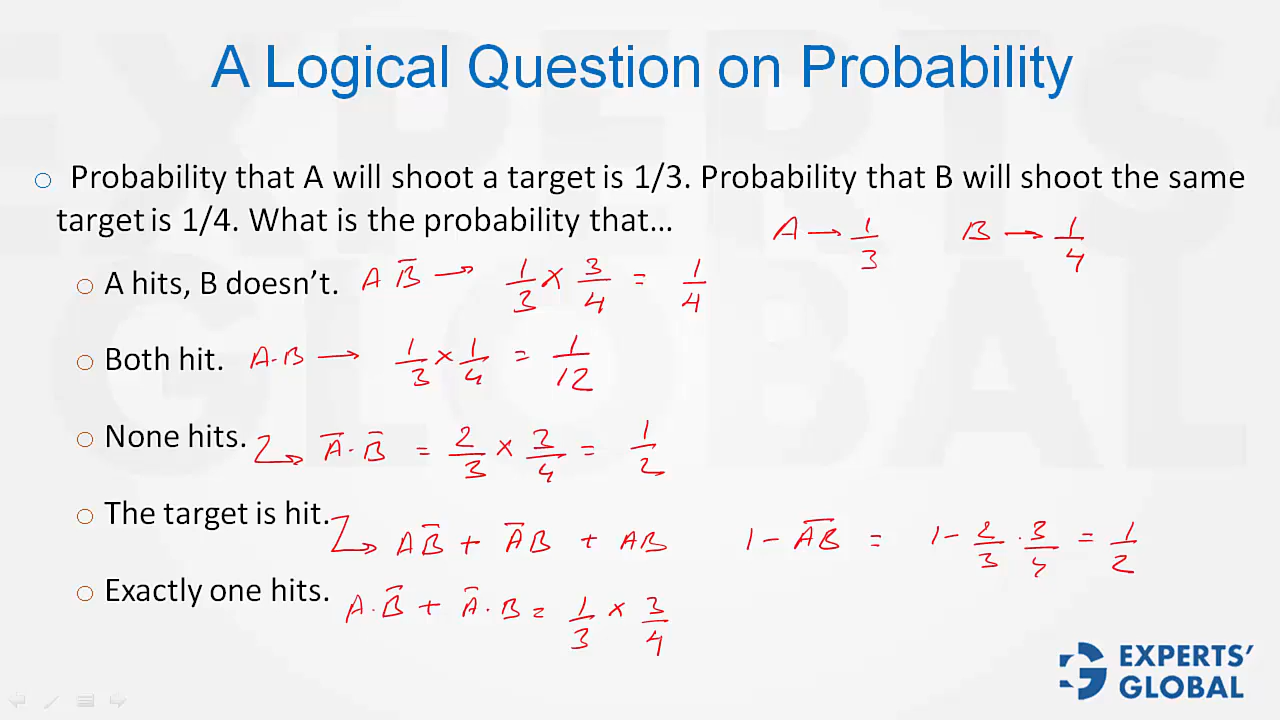 A Logical Question on Probability
Probability that A will shoot a target is 1/3. Probability that B will shoot the same
target is 1/4. What is the probability that...
A → 1/3 B → 1/4
A hits, B doesn't. A B̅ → 1/3 × 3/4 = 1/4
Both hit. A·B → 1/3 × 1/4 = 1/12
None hits. A̅·B̅ = 2/3 × 3/4 = 1/2
The target is hit. AB̅ + A̅B + AB 1 - A̅B̅ = 1 - 2/3 · 3/4 = 1/2
Exactly one hits. A·B̅ + A̅·B = 1/3 × 3/4
EXPERTS'
GLOBAL
EXPERTS'
GLOBAL